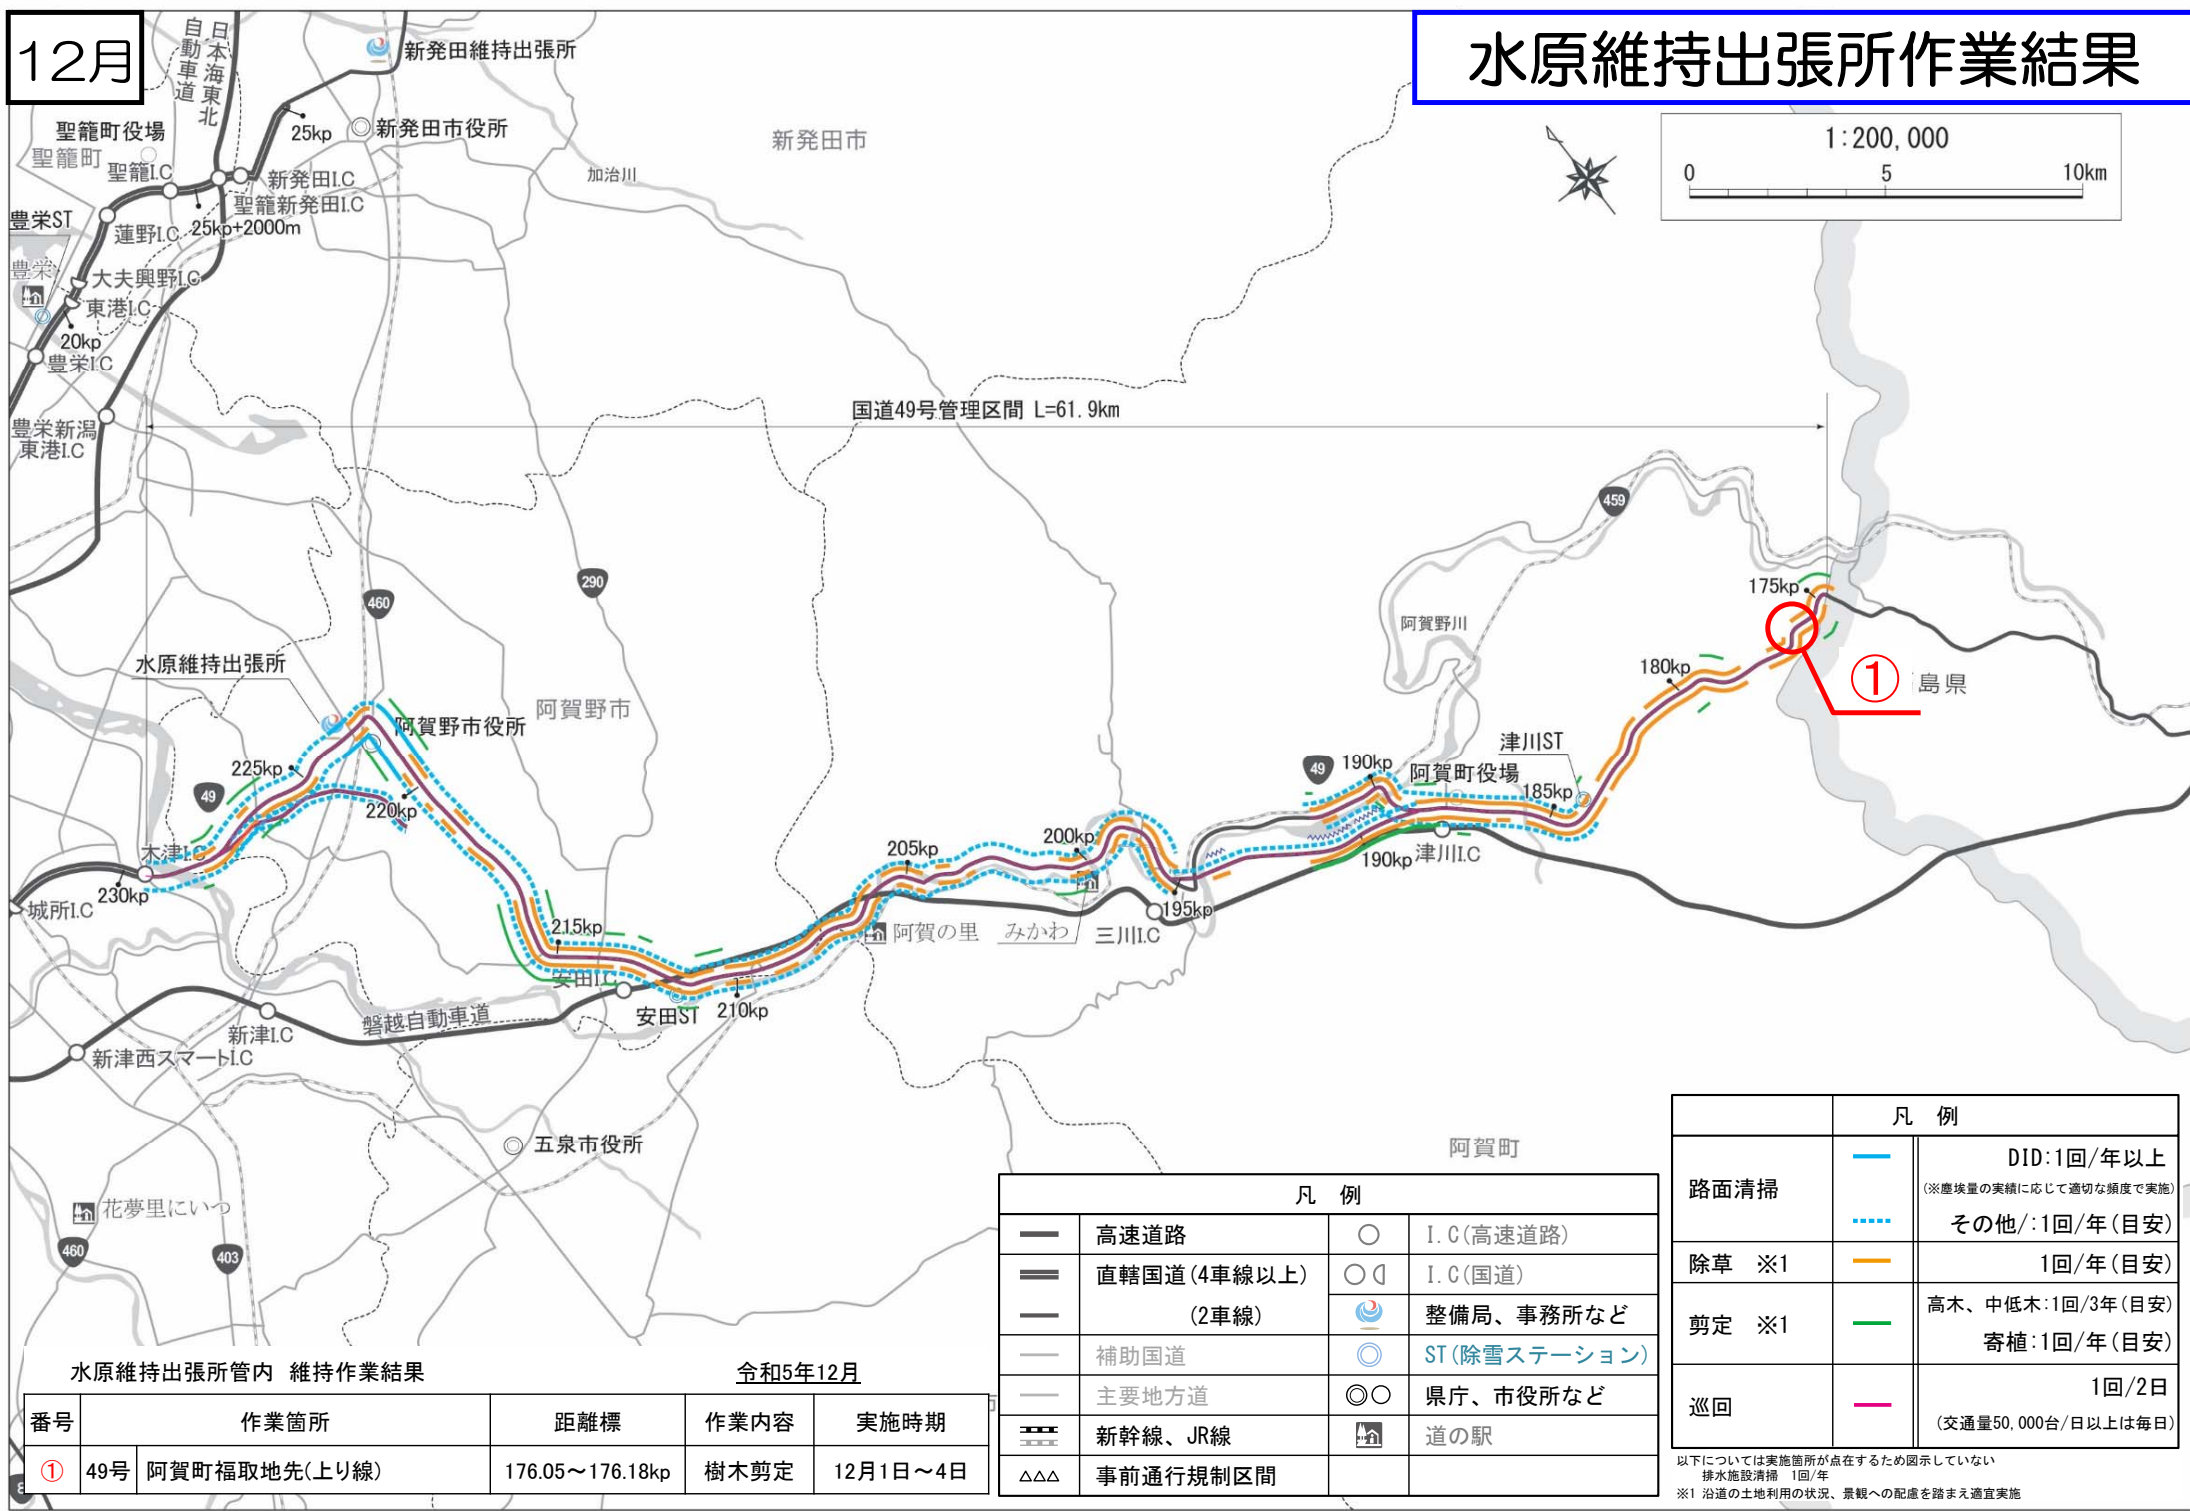 12月
水原維持出張所作業結果
日本海東北
自動車道
新発田維持出張所
25kp
新発田市役所
新発田市
聖籠町役場
聖籠町
聖籠I.C
新発田I.C
聖籠新発田I.C
加治川
1:200,000
0 5 10km
豊栄ST
蓮野I.C
25kp+2000m
豊栄
大夫興野I.C
東港I.C
20kp
豊栄I.C
豊栄新潟
東港I.C
国道49号管理区間 L=61.9km
459
290
460
175kp
阿賀野川
水原維持出張所
180kp
①
島県
阿賀野市
阿賀野市役所
津川ST
225kp
49
49
190kp
阿賀町役場
185kp
220kp
200kp
205kp
木津I.C
190kp
津川I.C
230kp
城所I.C
195kp
215kp
阿賀の里
みかわ
三川I.C
安田I.C
安田ST
210kp
磐越自動車道
新津I.C
新津西スマートI.C
五泉市役所
阿賀町
花夢里にいつ
460
403
凡 例
高速道路
I.C(高速道路)
直轄国道(4車線以上)
I.C(国道)
(2車線)
整備局、事務所など
補助国道
ST(除雪ステーション)
主要地方道
県庁、市役所など
新幹線、JR線
道の駅
事前通行規制区間
凡 例
路面清掃
DID:1回/年以上
(※塵埃量の実績に応じて適切な頻度で実施)
その他/:1回/年(目安)
除草 ※1
1回/年(目安)
剪定 ※1
高木、中低木:1回/3年(目安)
寄植:1回/年(目安)
巡回
1回/2日
(交通量50,000台/日以上は毎日)
以下については実施箇所が点在するため図示していない
排水施設清掃 1回/年
※1 沿道の土地利用の状況、景観への配慮を踏まえ適宜実施
水原維持出張所管内 維持作業結果
令和5年12月
番号 作業箇所 距離標 作業内容 実施時期
① 49号 阿賀町福取地先(上り線) 176.05～176.18kp 樹木剪定 12月1日～4日